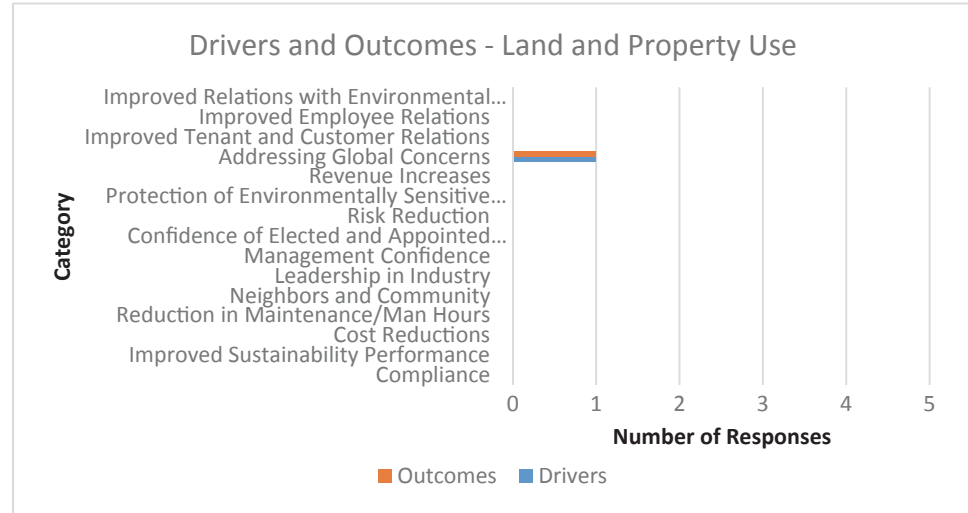 Drivers and Outcomes - Land and Property Use
Improved Relations with Environmental...
Improved Employee Relations
Improved Tenant and Customer Relations
Addressing Global Concerns
Revenue Increases
Protection of Environmentally Sensitive...
Risk Reduction
Confidence of Elected and Appointed...
Management Confidence
Leadership in Industry
Neighbors and Community
Reduction in Maintenance/Man Hours
Cost Reductions
Improved Sustainability Performance
Compliance
Category
0 1 2 3 4 5
Number of Responses
Outcomes Drivers